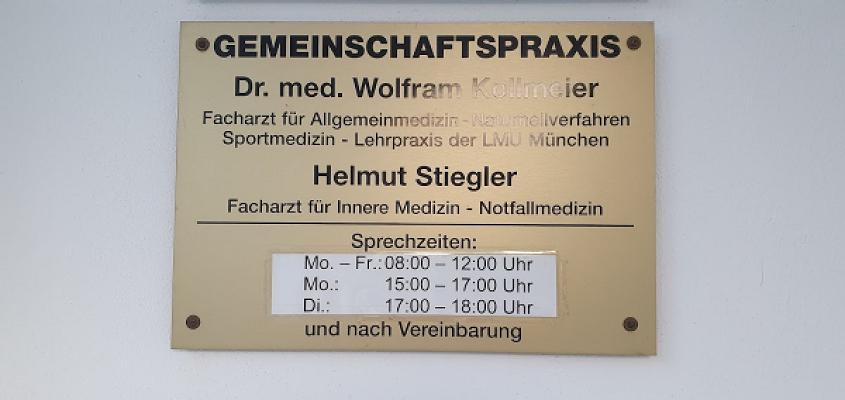 GEMEINSCHAFTSPRAXIS
Dr. med. Wolfram Kollmeier
Facharzt für Allgemeinmedizin - Naturheilverfahren
Sportmedizin - Lehrpraxis der LMU München
Helmut Stiegler
Facharzt für Innere Medizin - Notfallmedizin
Sprechzeiten:
Mo. – Fr.: 08:00 – 12:00 Uhr
Mo.: 15:00 – 17:00 Uhr
Di.: 17:00 – 18:00 Uhr
und nach Vereinbarung